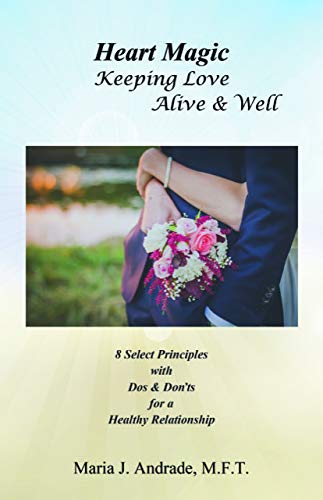 Heart Magic
Keeping Love
Alive & Well
8 Select Principles
with
Dos & Don'ts
for a
Healthy Relationship
Maria J. Andrade, M.F.T.